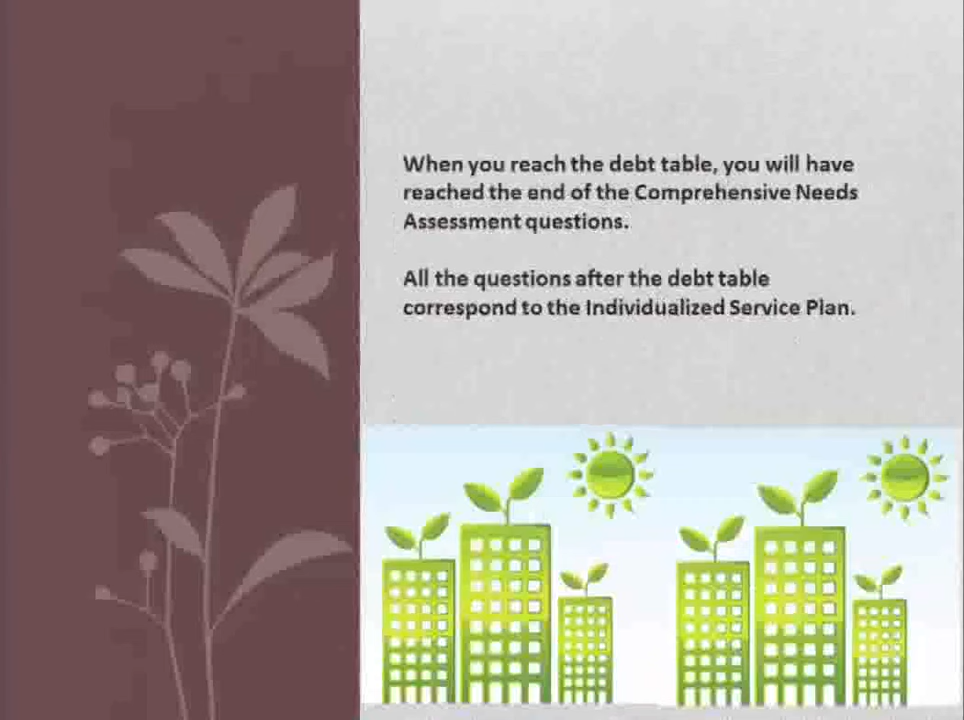 When you reach the debt table, you will have
reached the end of the Comprehensive Needs
Assessment questions.
All the questions after the debt table
correspond to the Individualized Service Plan.